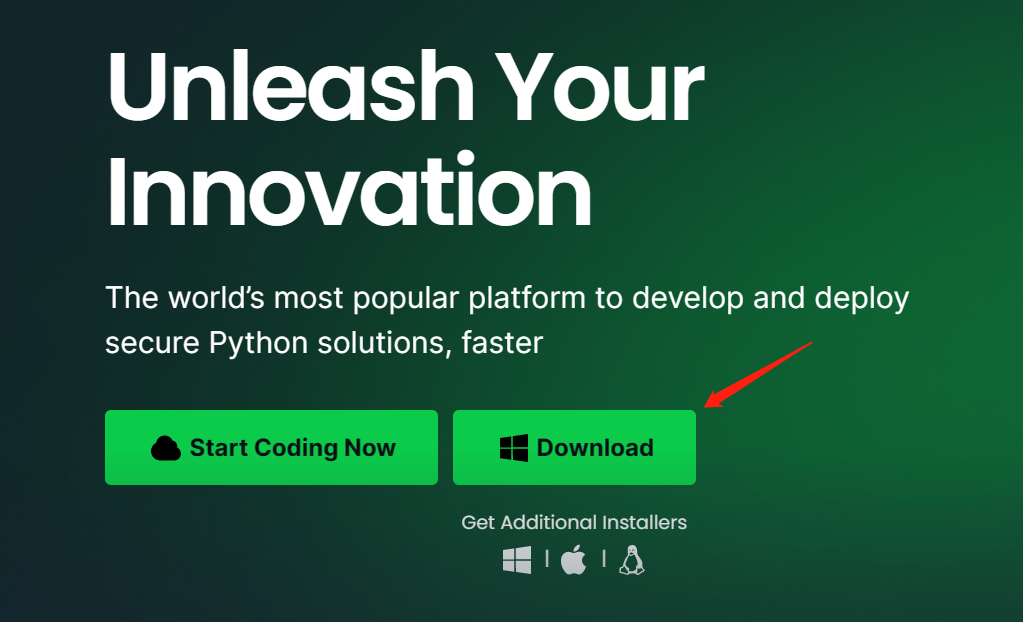 Unleash Your
Innovation
The world’s most popular platform to develop and deploy
secure Python solutions, faster
Start Coding Now
Download
Get Additional Installers